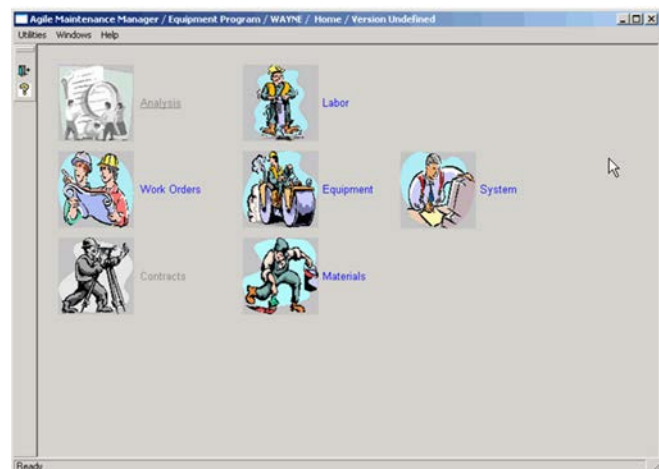 Agile Maintenance Manager / Equipment Program / WAYNE / Home / Version Undefined
Utilities Windows Help
Analysis
Labor
Work Orders
Equipment
System
Contracts
Materials
Ready